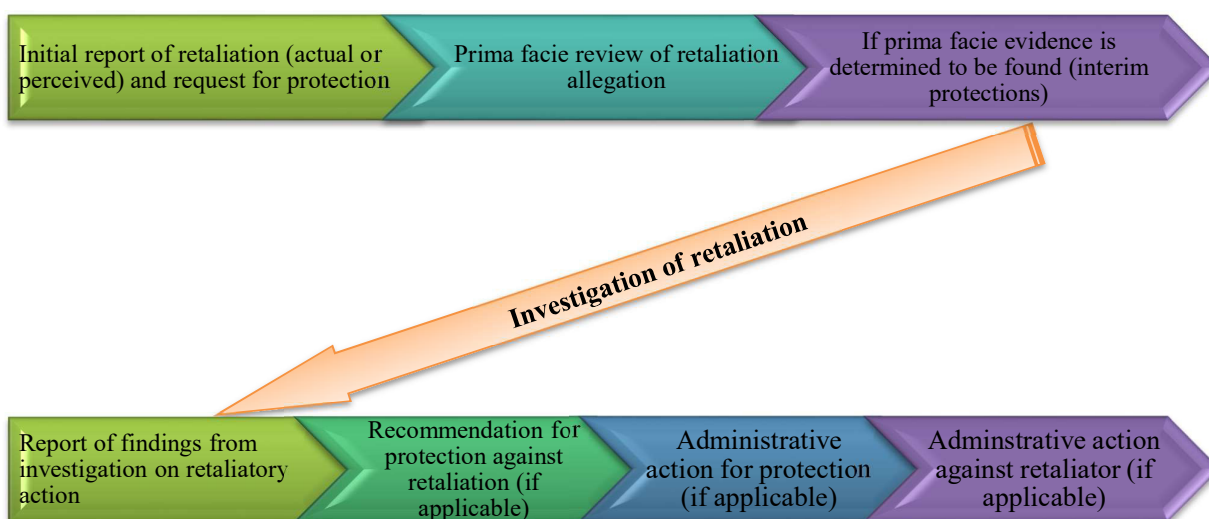 Initial report of retaliation (actual or
perceived) and request for protection
Prima facie review of retaliation
allegation
If prima facie evidence is
determined to be found (interim
protections)
Investigation of retaliation
Report of findings from
investigation on retaliatory
action
Recommendation for
protection against
retaliation (if
applicable)
Administrative
action for protection
(if applicable)
Adminstrative action
against retaliator (if
applicable)